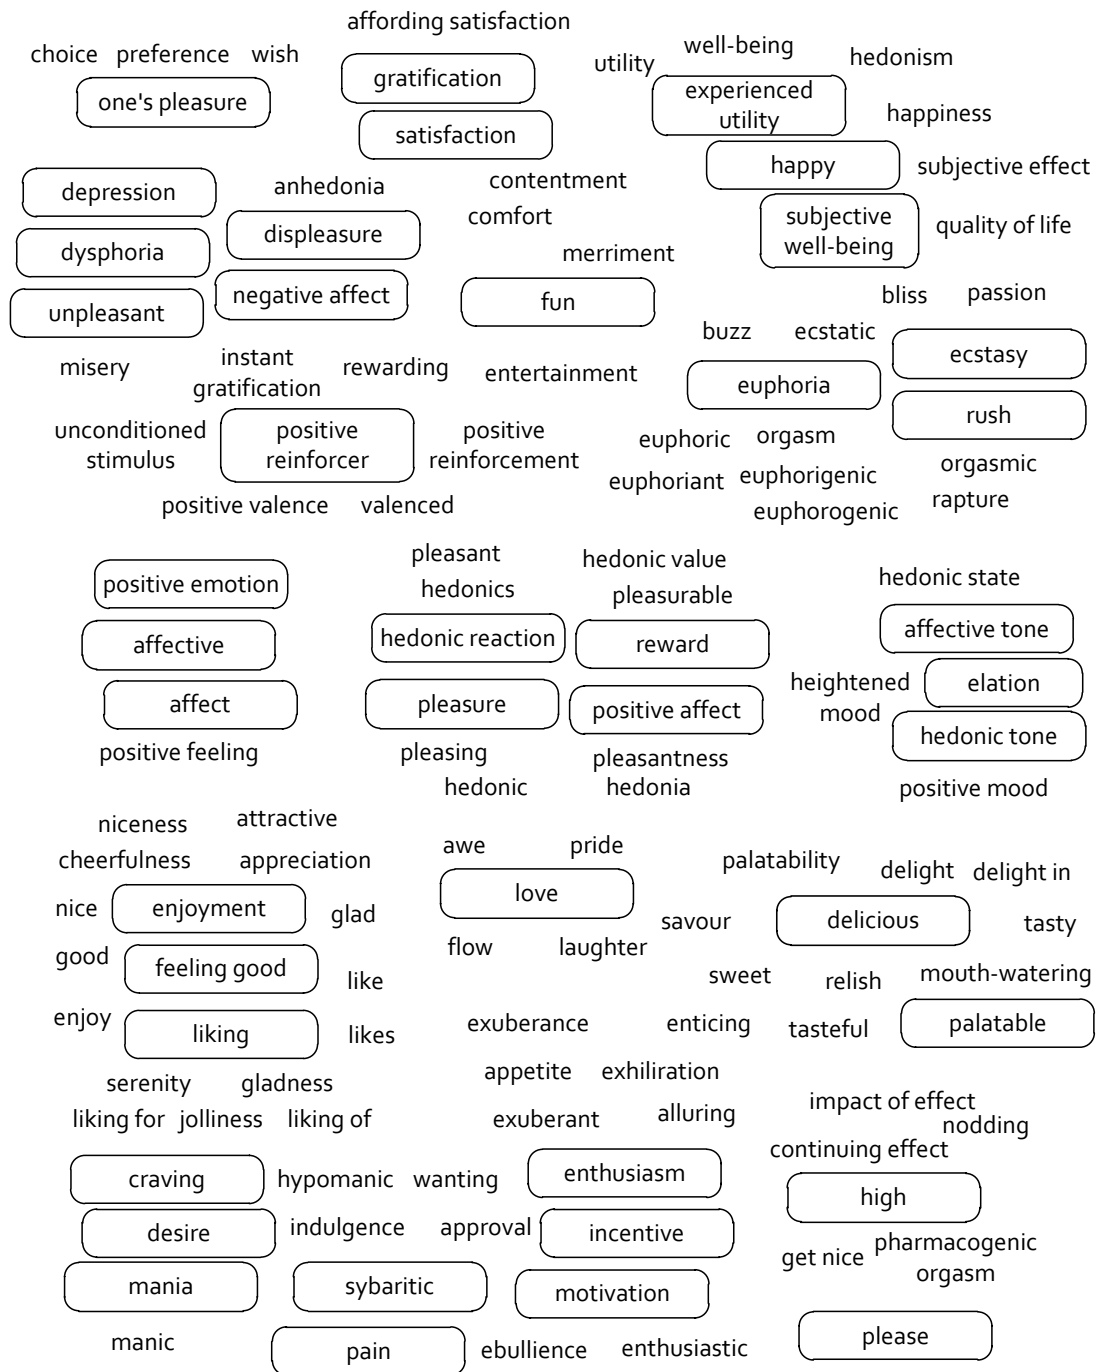 affording satisfaction
choice preference wish
one's pleasure
gratification
satisfaction
utility
well-being
hedonism
experienced
utility
happiness
happy
subjective effect
subjective
well-being
quality of life
depression
anhedonia
displeasure
dysphoria
negative affect
unpleasant
contentment
comfort
merriment
fun
bliss
passion
buzz
ecstatic
ecstasy
euphoria
rush
misery
instant
gratification
rewarding
entertainment
unconditioned
stimulus
positive
reinforcer
positive
reinforcement
positive valence
valenced
euphoric
orgasm
euphoriant
euphorigenic
euphorogenic
orgasmic
rapture
positive emotion
affective
affect
positive feeling
pleasant
hedonics
hedonic value
pleasurable
hedonic reaction
reward
pleasure
positive affect
pleasing
hedonic
pleasantness
hedonia
hedonic state
affective tone
heightened
mood
elation
hedonic tone
positive mood
niceness
attractive
cheerfulness
appreciation
nice
enjoyment
glad
good
feeling good
like
enjoy
liking
likes
serenity
gladness
liking for
jolliness
liking of
awe
pride
love
flow
laughter
palatability
delight
delight in
savour
delicious
tasty
sweet
relish
mouth-watering
tasteful
palatable
exuberance
enticing
appetite
exhiliration
exuberant
alluring
impact of effect
nodding
continuing effect
high
get nice
pharmacogenic
orgasm
please
craving
hypomanic
wanting
enthusiasm
desire
indulgence
approval
incentive
mania
sybaritic
motivation
manic
pain
ebullience
enthusiastic